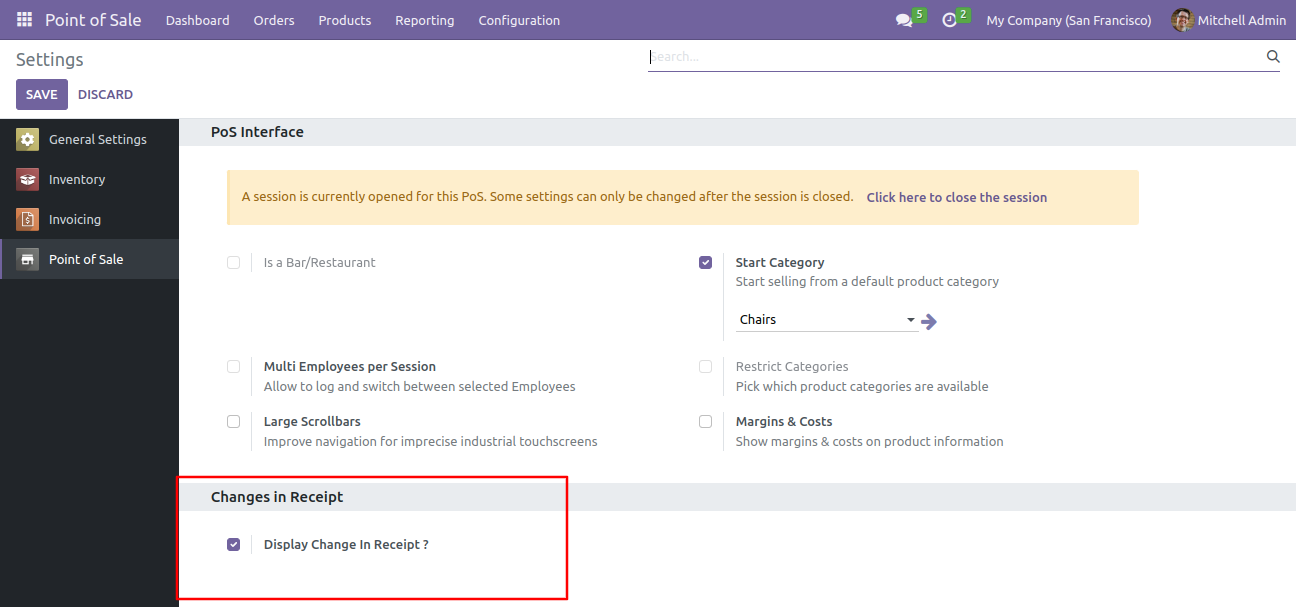 Point of Sale Dashboard Orders Products Reporting Configuration 5 2 My Company (San Francisco) Mitchell Admin
Settings
Search...
SAVE DISCARD
General Settings
Inventory
Invoicing
Point of Sale
PoS Interface
A session is currently opened for this PoS. Some settings can only be changed after the session is closed. Click here to close the session
Is a Bar/Restaurant
Start Category
Start selling from a default product category
Chairs
Multi Employees per Session
Allow to log and switch between selected Employees
Restrict Categories
Pick which product categories are available
Large Scrollbars
Improve navigation for imprecise industrial touchscreens
Margins & Costs
Show margins & costs on product information
Changes in Receipt
Display Change In Receipt ?